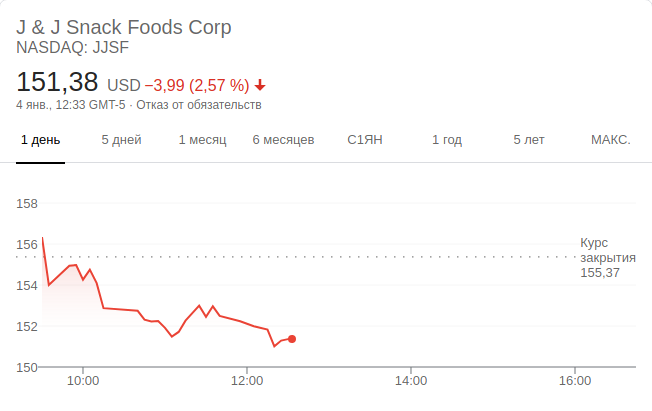 J & J Snack Foods Corp
NASDAQ: JJSF
151,38 USD −3,99 (2,57 %)
4 янв., 12:33 GMT-5 · Отказ от обязательств
1 день 5 дней 1 месяц 6 месяцев С1ЯН 1 год 5 лет МАКС.
158
156
154
152
150
Курс
закрытия
155,37
10:00 12:00 14:00 16:00